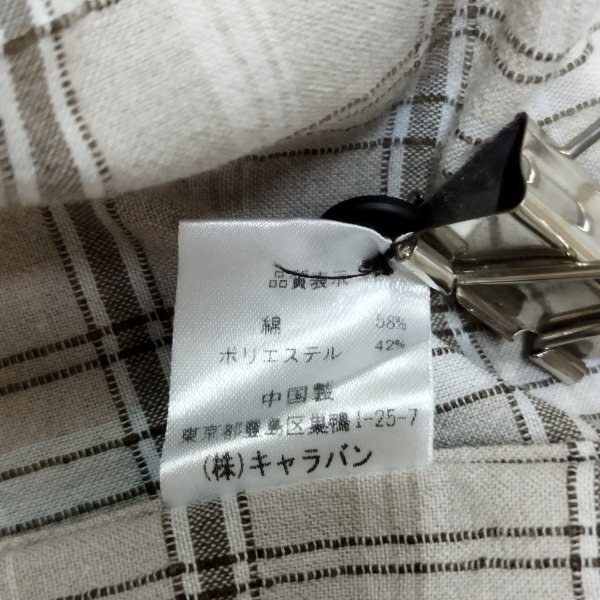 品質表示
綿 58%
ポリエステル 42%
中国製
東京都豊島区巣鴨1-25-7
(株)キャラバン